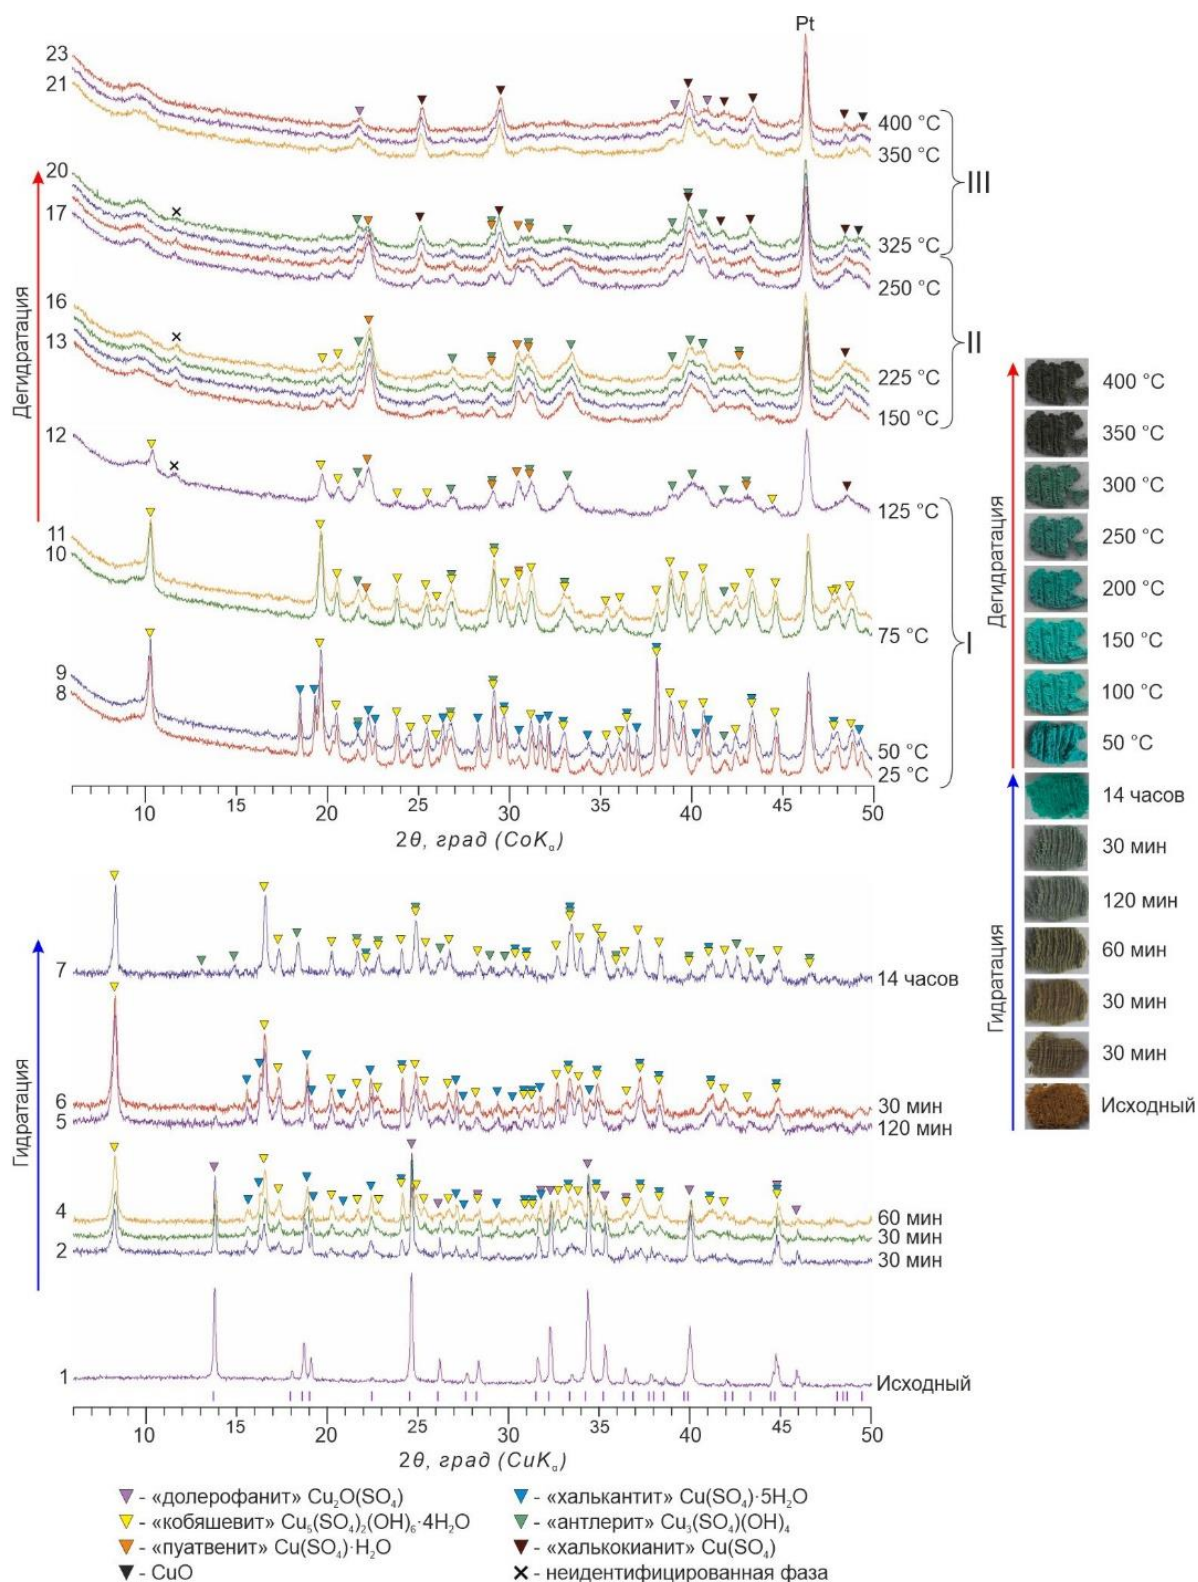 Pt
23
21
400 °C
350 °C
III
20
17
325 °C
250 °C
16
13
II
225 °C
150 °C
12
125 °C
11
10
75 °C
I
9
8
50 °C
25 °C
Дегидратация
10 15 20 25 30 35 40 45 50
2θ, град (CoKα)
7
14 часов
6
5
30 мин
120 мин
4
2
60 мин
30 мин
30 мин
1
Исходный
Гидратация
10 15 20 25 30 35 40 45 50
2θ, град (CuKα)
Дегидратация
400 °C
350 °C
300 °C
250 °C
200 °C
150 °C
100 °C
50 °C
Гидратация
14 часов
30 мин
120 мин
60 мин
30 мин
30 мин
Исходный
- «долерофанит» Cu₂O(SO₄)
- «кобяшевит» Cu₅(SO₄)₂(OH)₆·4H₂O
- «пуатвенит» Cu(SO₄)·H₂O
- CuO
- «халькантит» Cu(SO₄)·5H₂O
- «антлерит» Cu₃(SO₄)(OH)₄
- «халькокианит» Cu(SO₄)
- неидентифицированная фаза